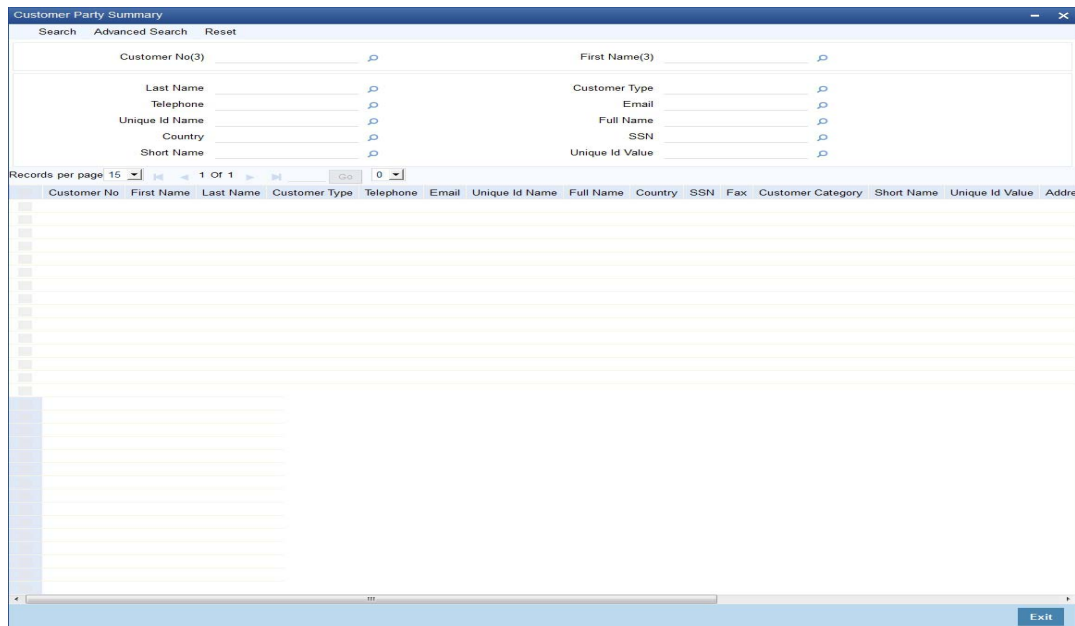 Customer Party Summary
Search Advanced Search Reset
Customer No(3) First Name(3)
Last Name Customer Type
Telephone Email
Unique Id Name Full Name
Country SSN
Short Name Unique Id Value
Records per page 15 1 Of 1 Go 0
Customer No First Name Last Name Customer Type Telephone Email Unique Id Name Full Name Country SSN Fax Customer Category Short Name Unique Id Value Addre
Exit